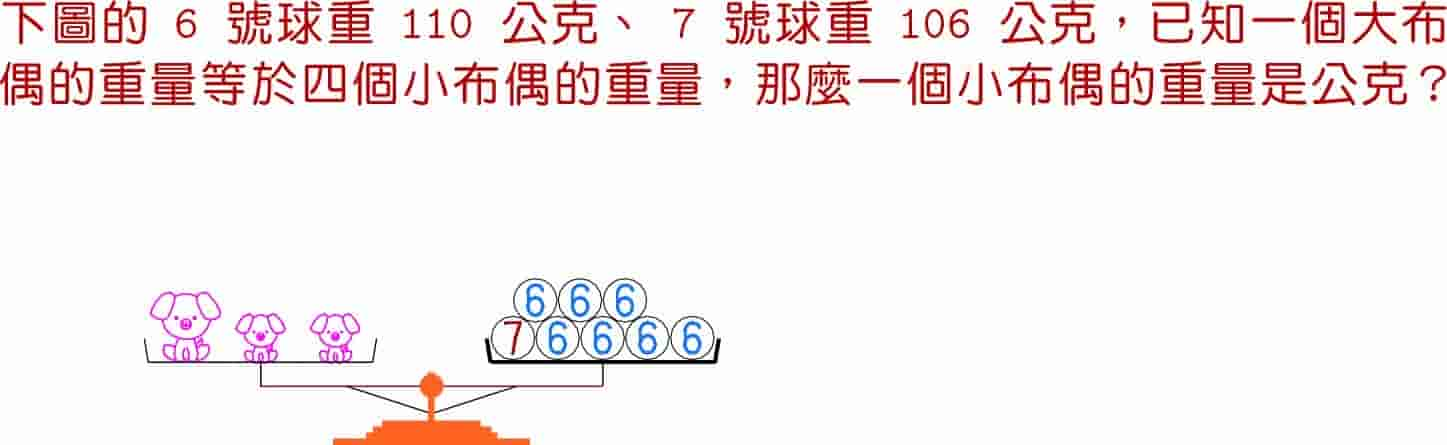 下圖的 6 號球重 110 公克、 7 號球重 106 公克，已知一個大布
偶的重量等於四個小布偶的重量，那麼一個小布偶的重量是公克？
6 6 6
7 6 6 6 6